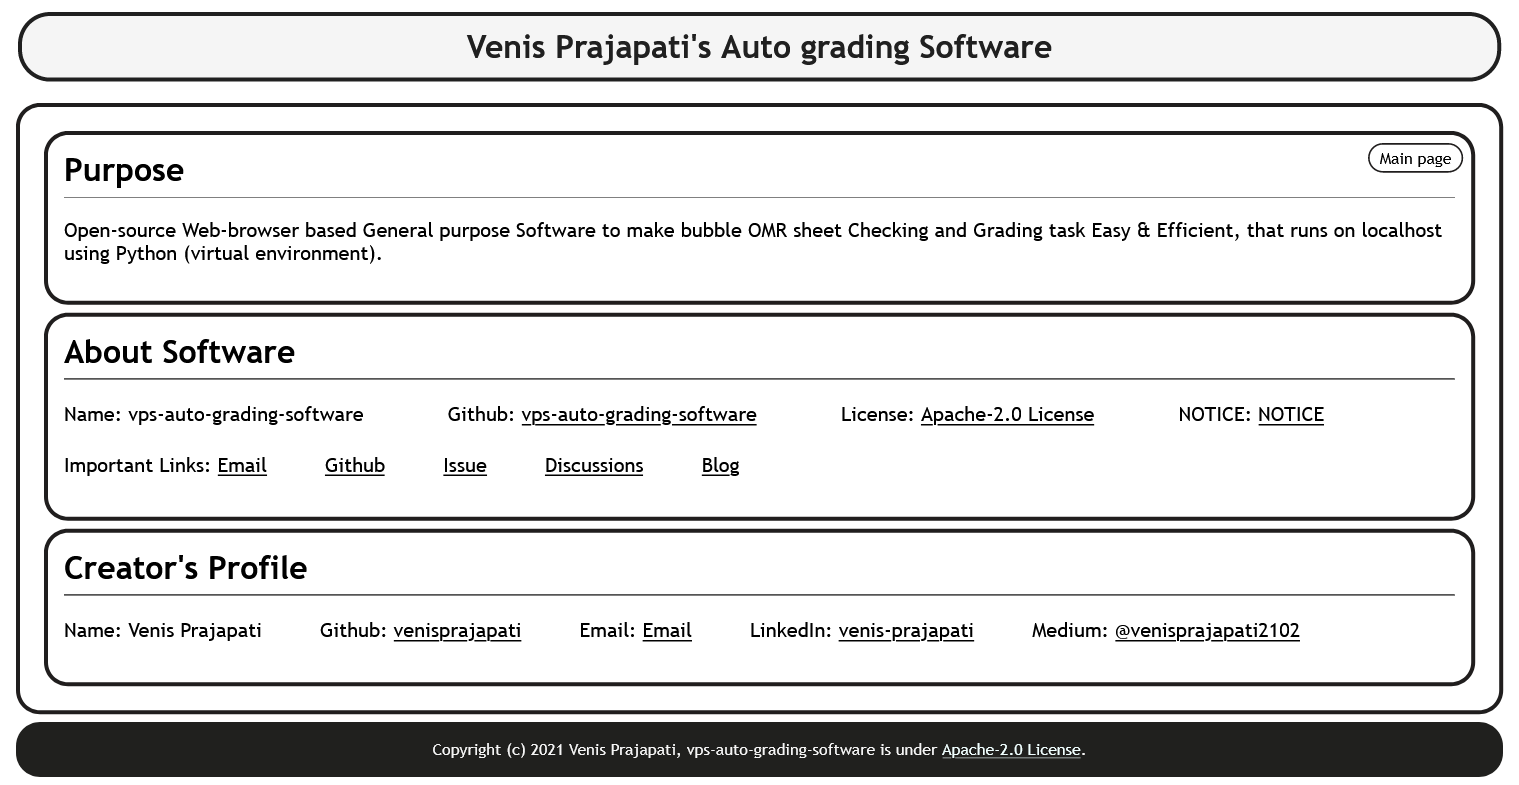 Venis Prajapati's Auto grading Software
Purpose
Main page
Open-source Web-browser based General purpose Software to make bubble OMR sheet Checking and Grading task Easy & Efficient, that runs on localhost
using Python (virtual environment).
About Software
Name: vps-auto-grading-software Github: vps-auto-grading-software License: Apache-2.0 License NOTICE: NOTICE
Important Links: Email Github Issue Discussions Blog
Creator's Profile
Name: Venis Prajapati Github: venisprajapati Email: Email LinkedIn: venis-prajapati Medium: @venisprajapati2102
Copyright (c) 2021 Venis Prajapati, vps-auto-grading-software is under Apache-2.0 License.